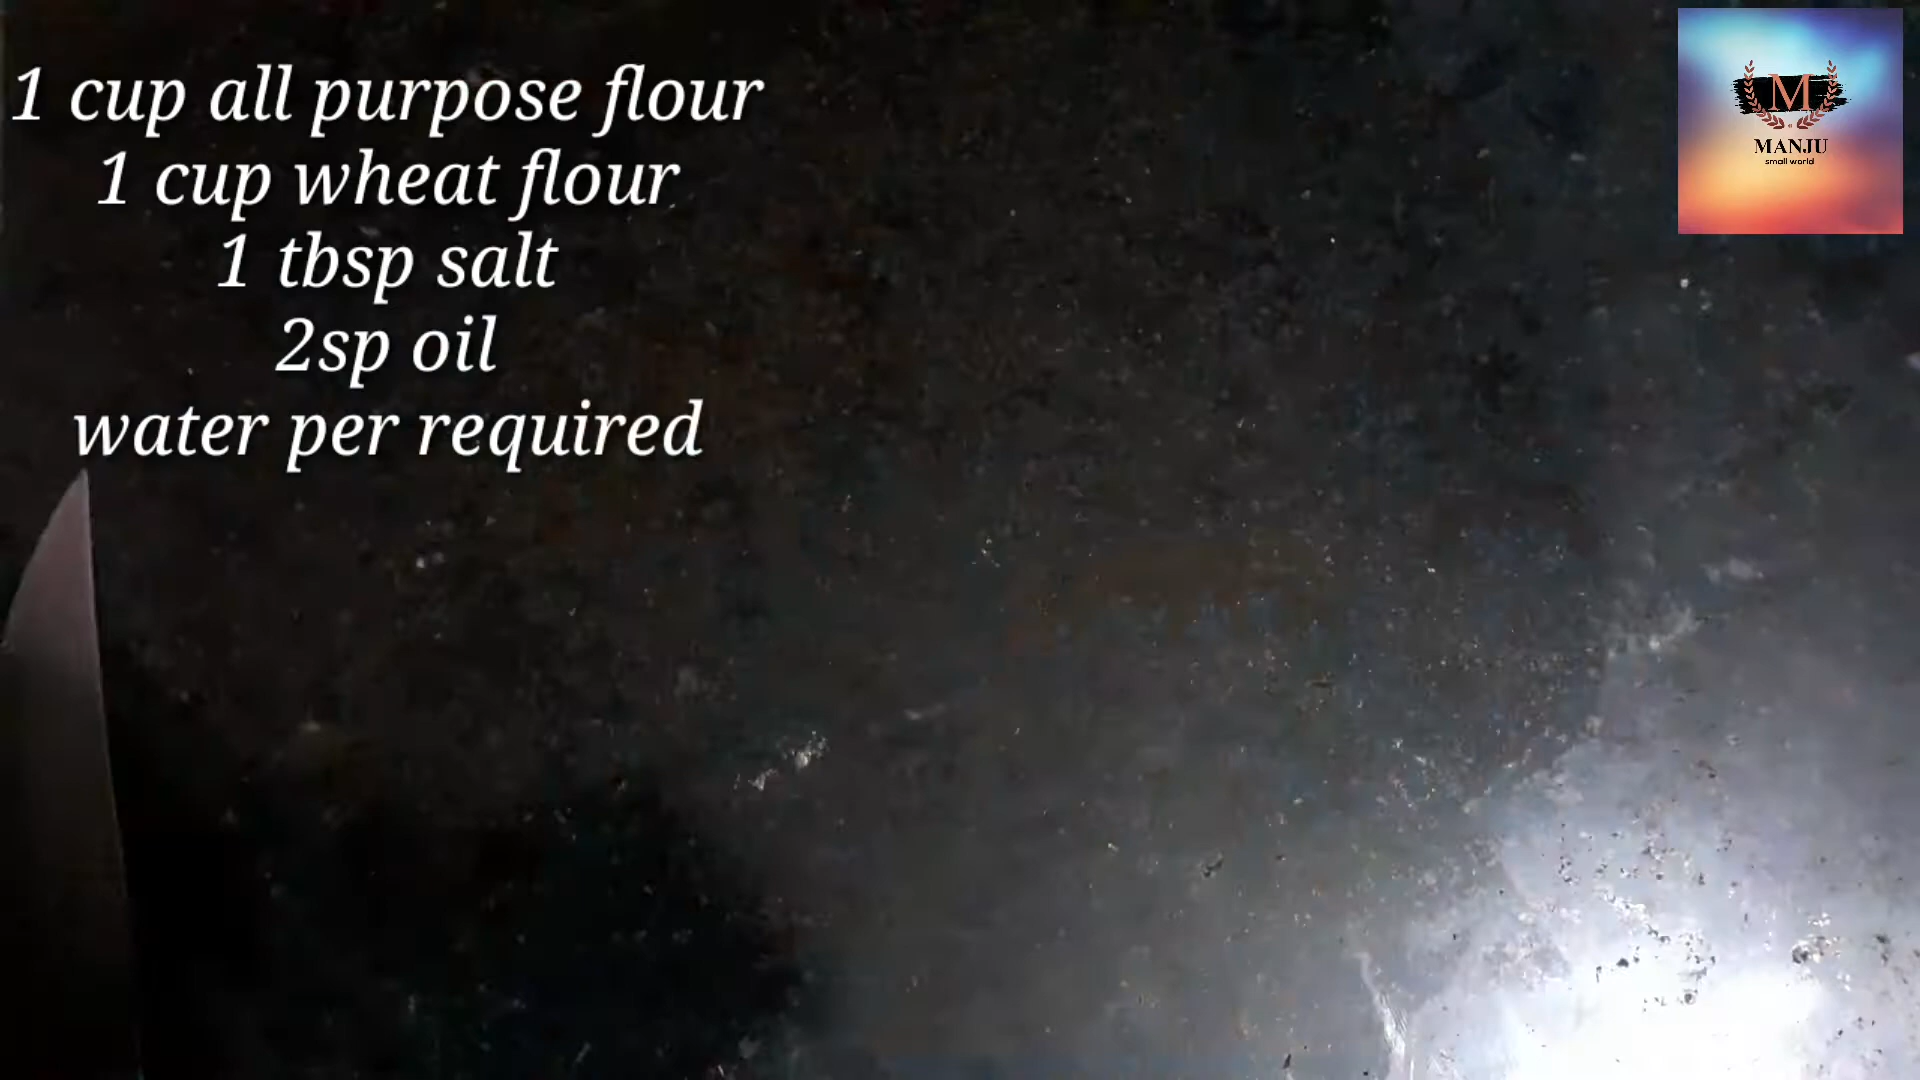 1 cup all purpose flour
1 cup wheat flour
1 tbsp salt
2sp oil
water per required
M
MANJU
small world